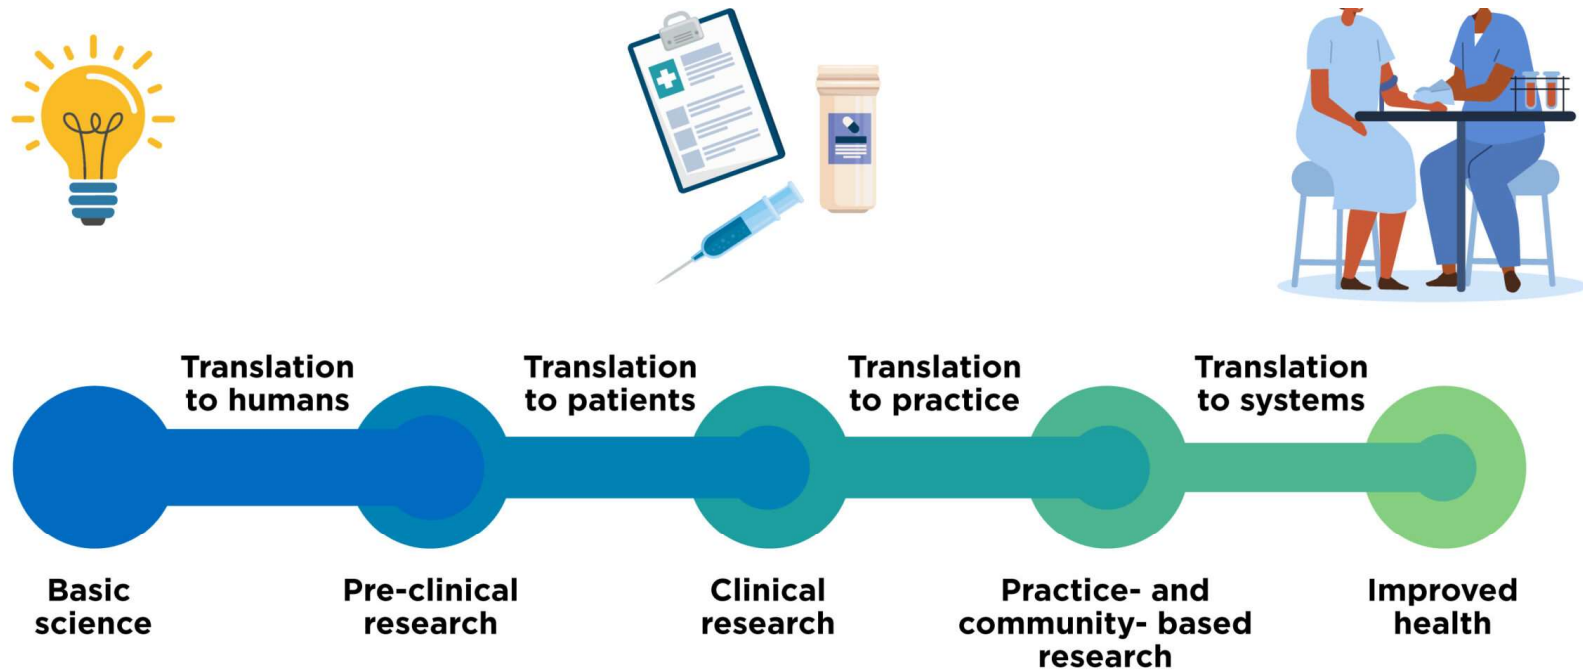 Translation
to humans
Translation
to patients
Translation
to practice
Translation
to systems
Basic
science
Pre-clinical
research
Clinical
research
Practice- and
community- based
research
Improved
health